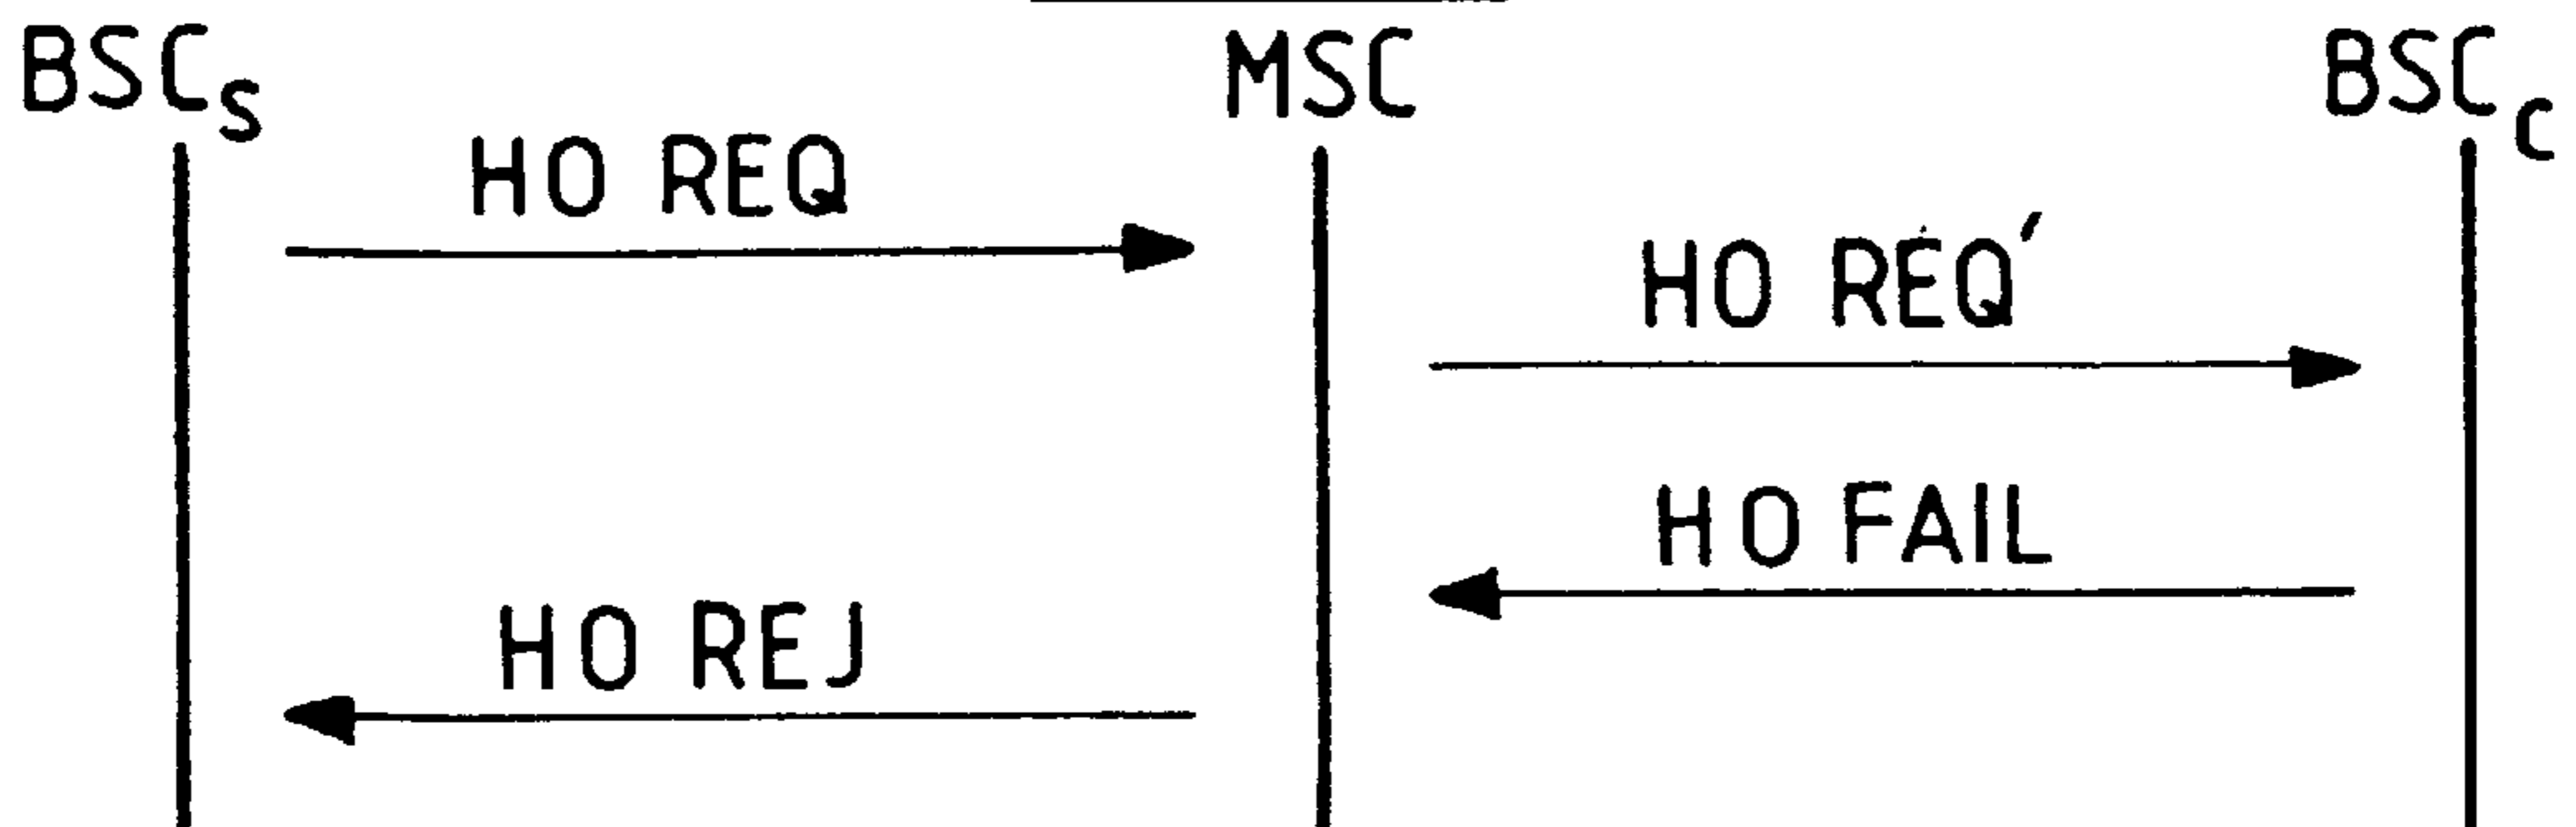 BSCS MSC BSCC
HO REQ
HO REQ'
HO FAIL
HO REJ